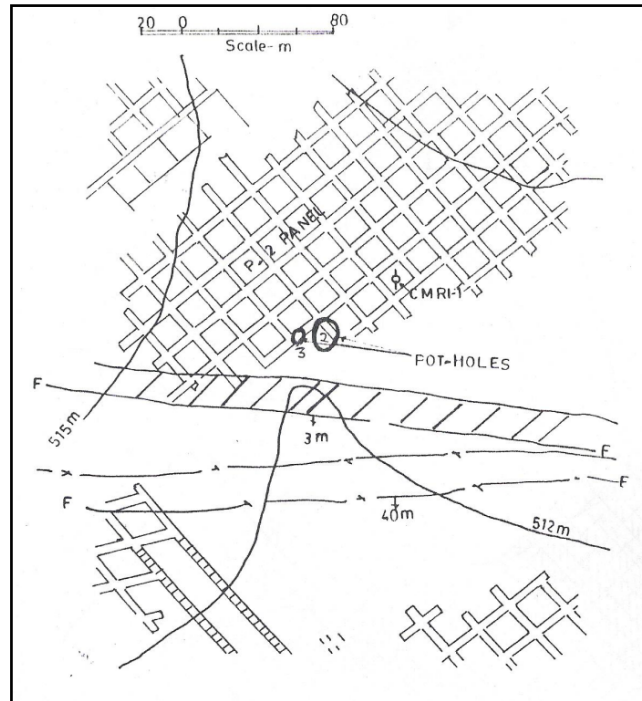 20 0 80
Scale-m
P-2 PANEL
CMRI-1
3 2
POT-HOLES
F
515m
3m
F
F
F
40m
512m